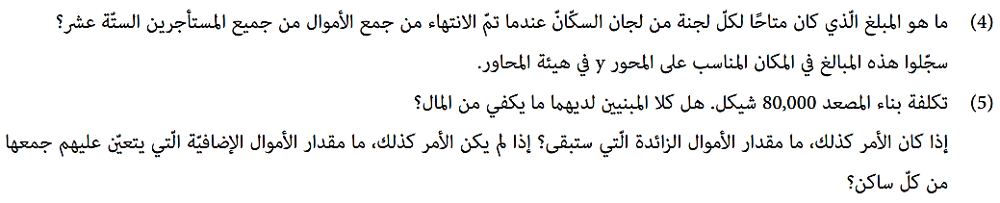 (4) ما هو المبلغ الّذي كان متاحًا لكلّ لجنة من لجان السكّانّ عندما تمّ الانتهاء من جمع الأموال من جميع المستأجرين الستّة عشر؟
سجّلوا هذه المبالغ في المكان المناسب على المحور y في هيئة المحاور.
(5) تكلفة بناء المصعد 80,000 شيكل. هل كلا المبنيين لديهما ما يكفي من المال؟
إذا كان الأمر كذلك، ما مقدار الأموال الزائدة الّتي ستبقى؟ إذا لم يكن الأمر كذلك، ما مقدار الأموال الإضافيّة الّتي يتعيّن عليهم جمعها
من كلّ ساكن؟